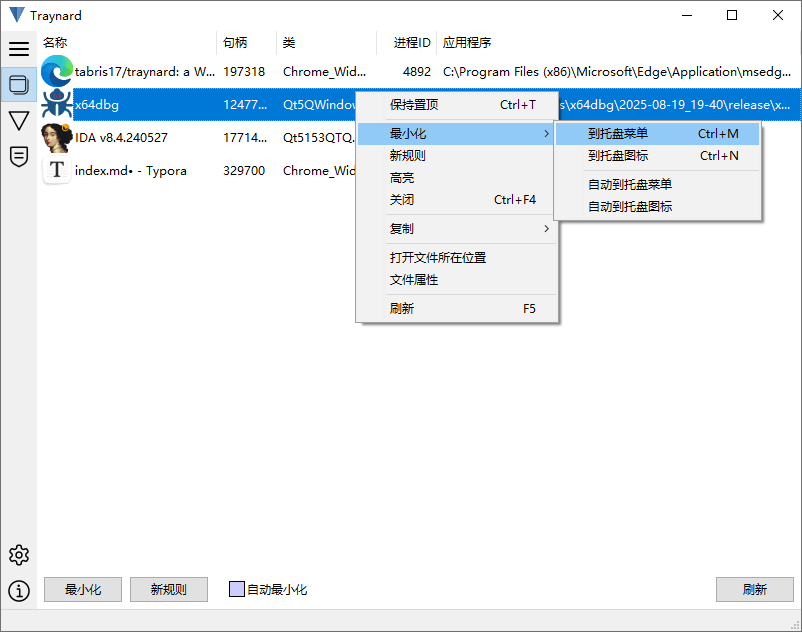 Traynard
名称 句柄 类 进程ID 应用程序
tabris17/traynard: a W... 197318 Chrome_Wid... 4892 C:\Program Files (x86)\Microsoft\Edge\Application\msedg...
x64dbg 12477... Qt5QWindow s\x64dbg\2025-08-19_19-40\release\x...
IDA v8.4.240527 17714... Qt5153QTQ.
index.md• - Typora 329700 Chrome_Wid
保持置顶 Ctrl+T
最小化
新规则
高亮
关闭 Ctrl+F4
复制
打开文件所在位置
文件属性
刷新 F5
到托盘菜单 Ctrl+M
到托盘图标 Ctrl+N
自动到托盘菜单
自动到托盘图标
最小化 新规则 自动最小化 刷新